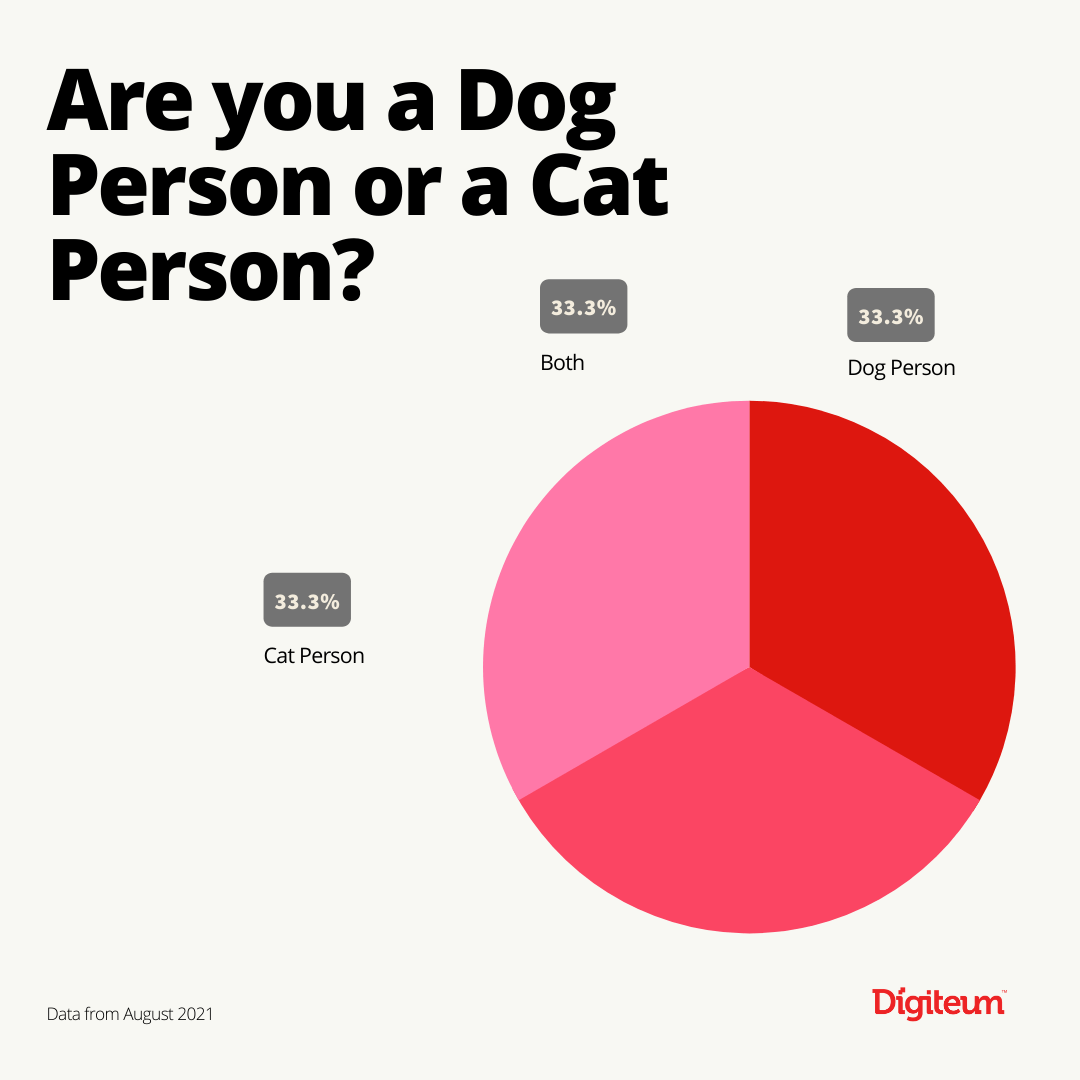 Are you a Dog
Person or a Cat
Person?
33.3%
Both
33.3%
Dog Person
33.3%
Cat Person
Data from August 2021
Digiteum™